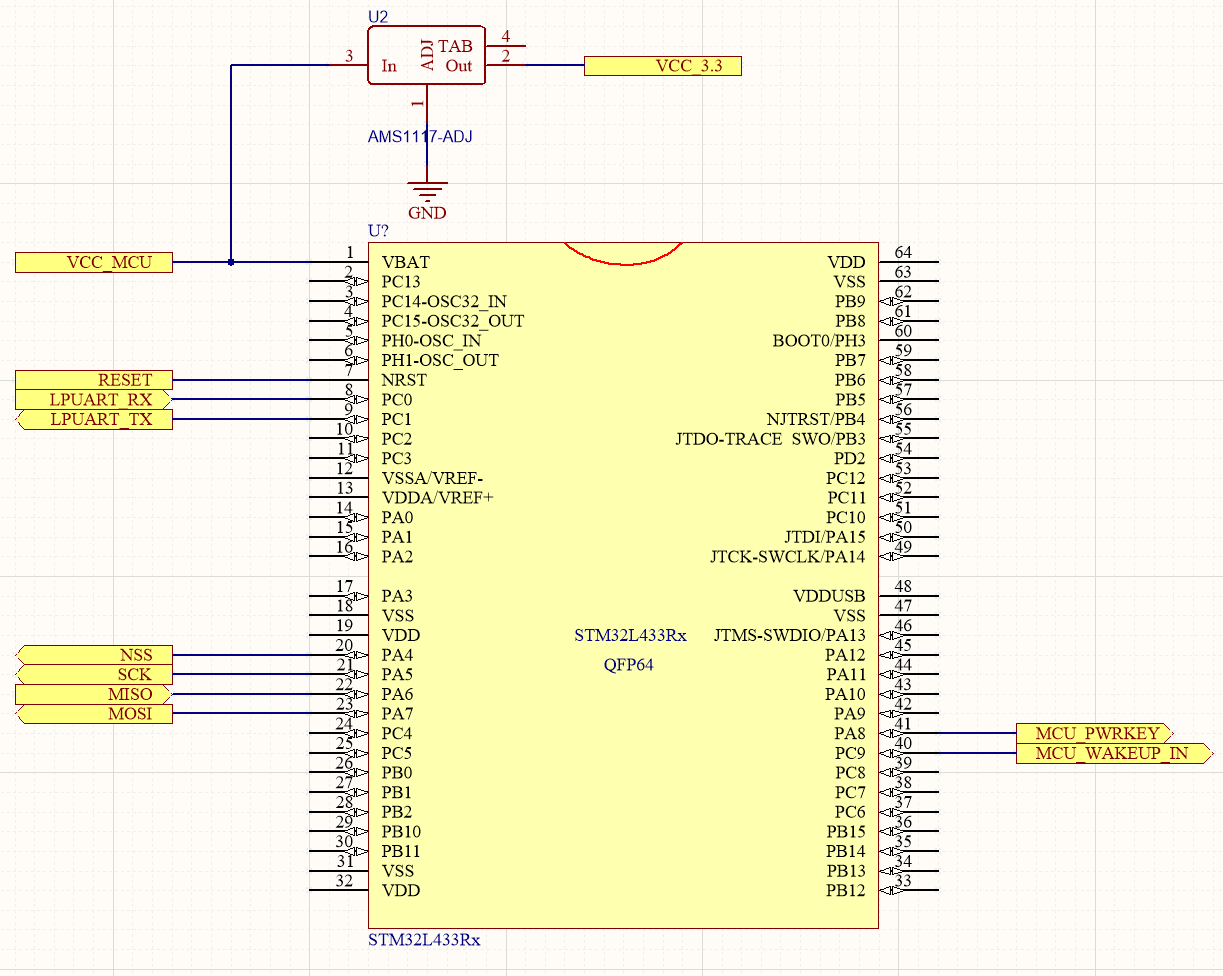 U2
4
TAB
ADJ
3
2
In
Out
VCC_3.3
1
AMS1117-ADJ
GND
U?
VCC_MCU
1 VBAT VDD 64
2 PC13 VSS 63
3 PC14-OSC32_IN PB9 62
4 PC15-OSC32_OUT PB8 61
5 PH0-OSC_IN BOOT0/PH3 60
6 PH1-OSC_OUT PB7 59
RESET 7 NRST PB6 58
LPUART_RX 8 PC0 PB5 57
LPUART_TX 9 PC1 NJTRST/PB4 56
10 PC2 JTDO-TRACE SWO/PB3 55
11 PC3 PD2 54
12 VSSA/VREF- PC12 53
13 VDDA/VREF+ PC11 52
14 PA0 PC10 51
15 PA1 JTDI/PA15 50
16 PA2 JTCK-SWCLK/PA14 49
17 PA3 VDDUSB 48
18 VSS VSS 47
19 VDD STM32L433Rx JTMS-SWDIO/PA13 46
NSS 20 PA4 PA12 45
QFP64
SCK 21 PA5 PA11 44
MISO 22 PA6 PA10 43
MOSI 23 PA7 PA9 42
24 PC4 PA8 41 MCU_PWRKEY
25 PC5 PC9 40 MCU_WAKEUP_IN
26 PB0 PC8 39
27 PB1 PC7 38
28 PB2 PC6 37
29 PB10 PB15 36
30 PB11 PB14 35
31 VSS PB13 34
32 VDD PB12 33
STM32L433Rx